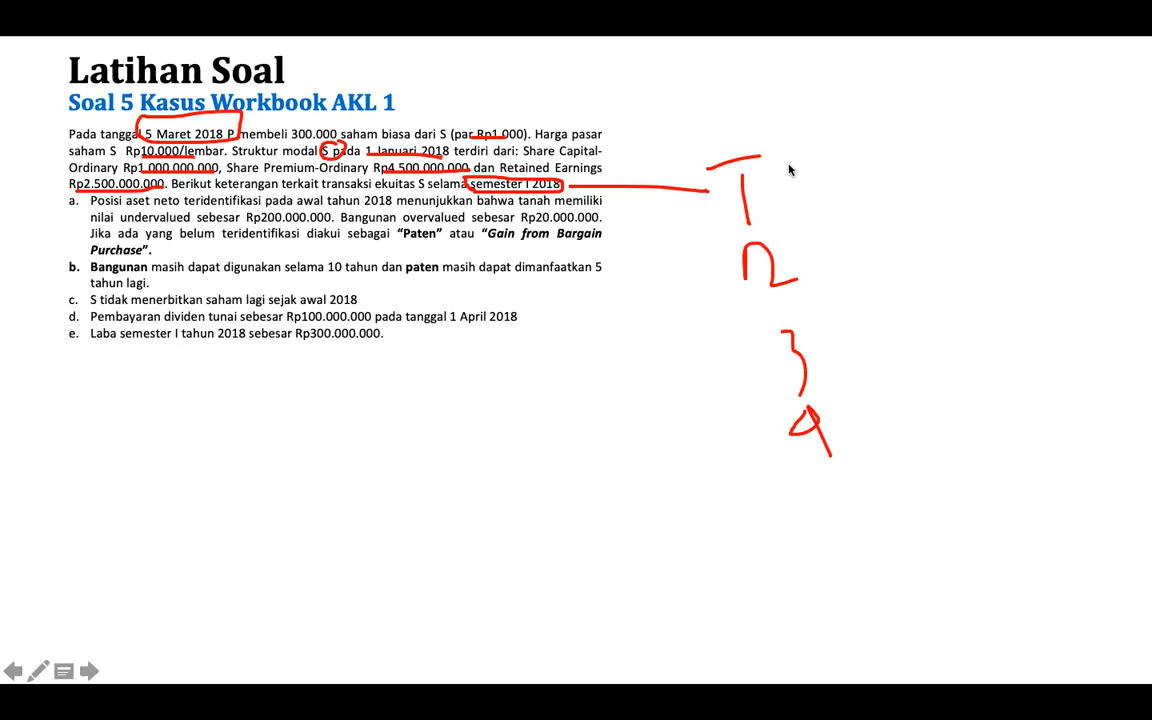 Latihan Soal
Soal 5 Kasus Workbook AKL 1
Pada tanggal 5 Maret 2018 P membeli 300.000 saham biasa dari S (par Rp1.000). Harga pasar
saham S Rp10.000/lembar. Struktur modal S pada 1 Januari 2018 terdiri dari: Share Capital-
Ordinary Rp1.000.000.000, Share Premium-Ordinary Rp4.500.000.000 dan Retained Earnings
Rp2.500.000.000. Berikut keterangan terkait transaksi ekuitas S selama semester I 2018
a. Posisi aset neto teridentifikasi pada awal tahun 2018 menunjukkan bahwa tanah memiliki
nilai undervalued sebesar Rp200.000.000. Bangunan overvalued sebesar Rp20.000.000.
Jika ada yang belum teridentifikasi diakui sebagai “Paten” atau “Gain from Bargain
Purchase”.
b. Bangunan masih dapat digunakan selama 10 tahun dan paten masih dapat dimanfaatkan 5
tahun lagi.
c. S tidak menerbitkan saham lagi sejak awal 2018
d. Pembayaran dividen tunai sebesar Rp100.000.000 pada tanggal 1 April 2018
e. Laba semester I tahun 2018 sebesar Rp300.000.000.
3
4